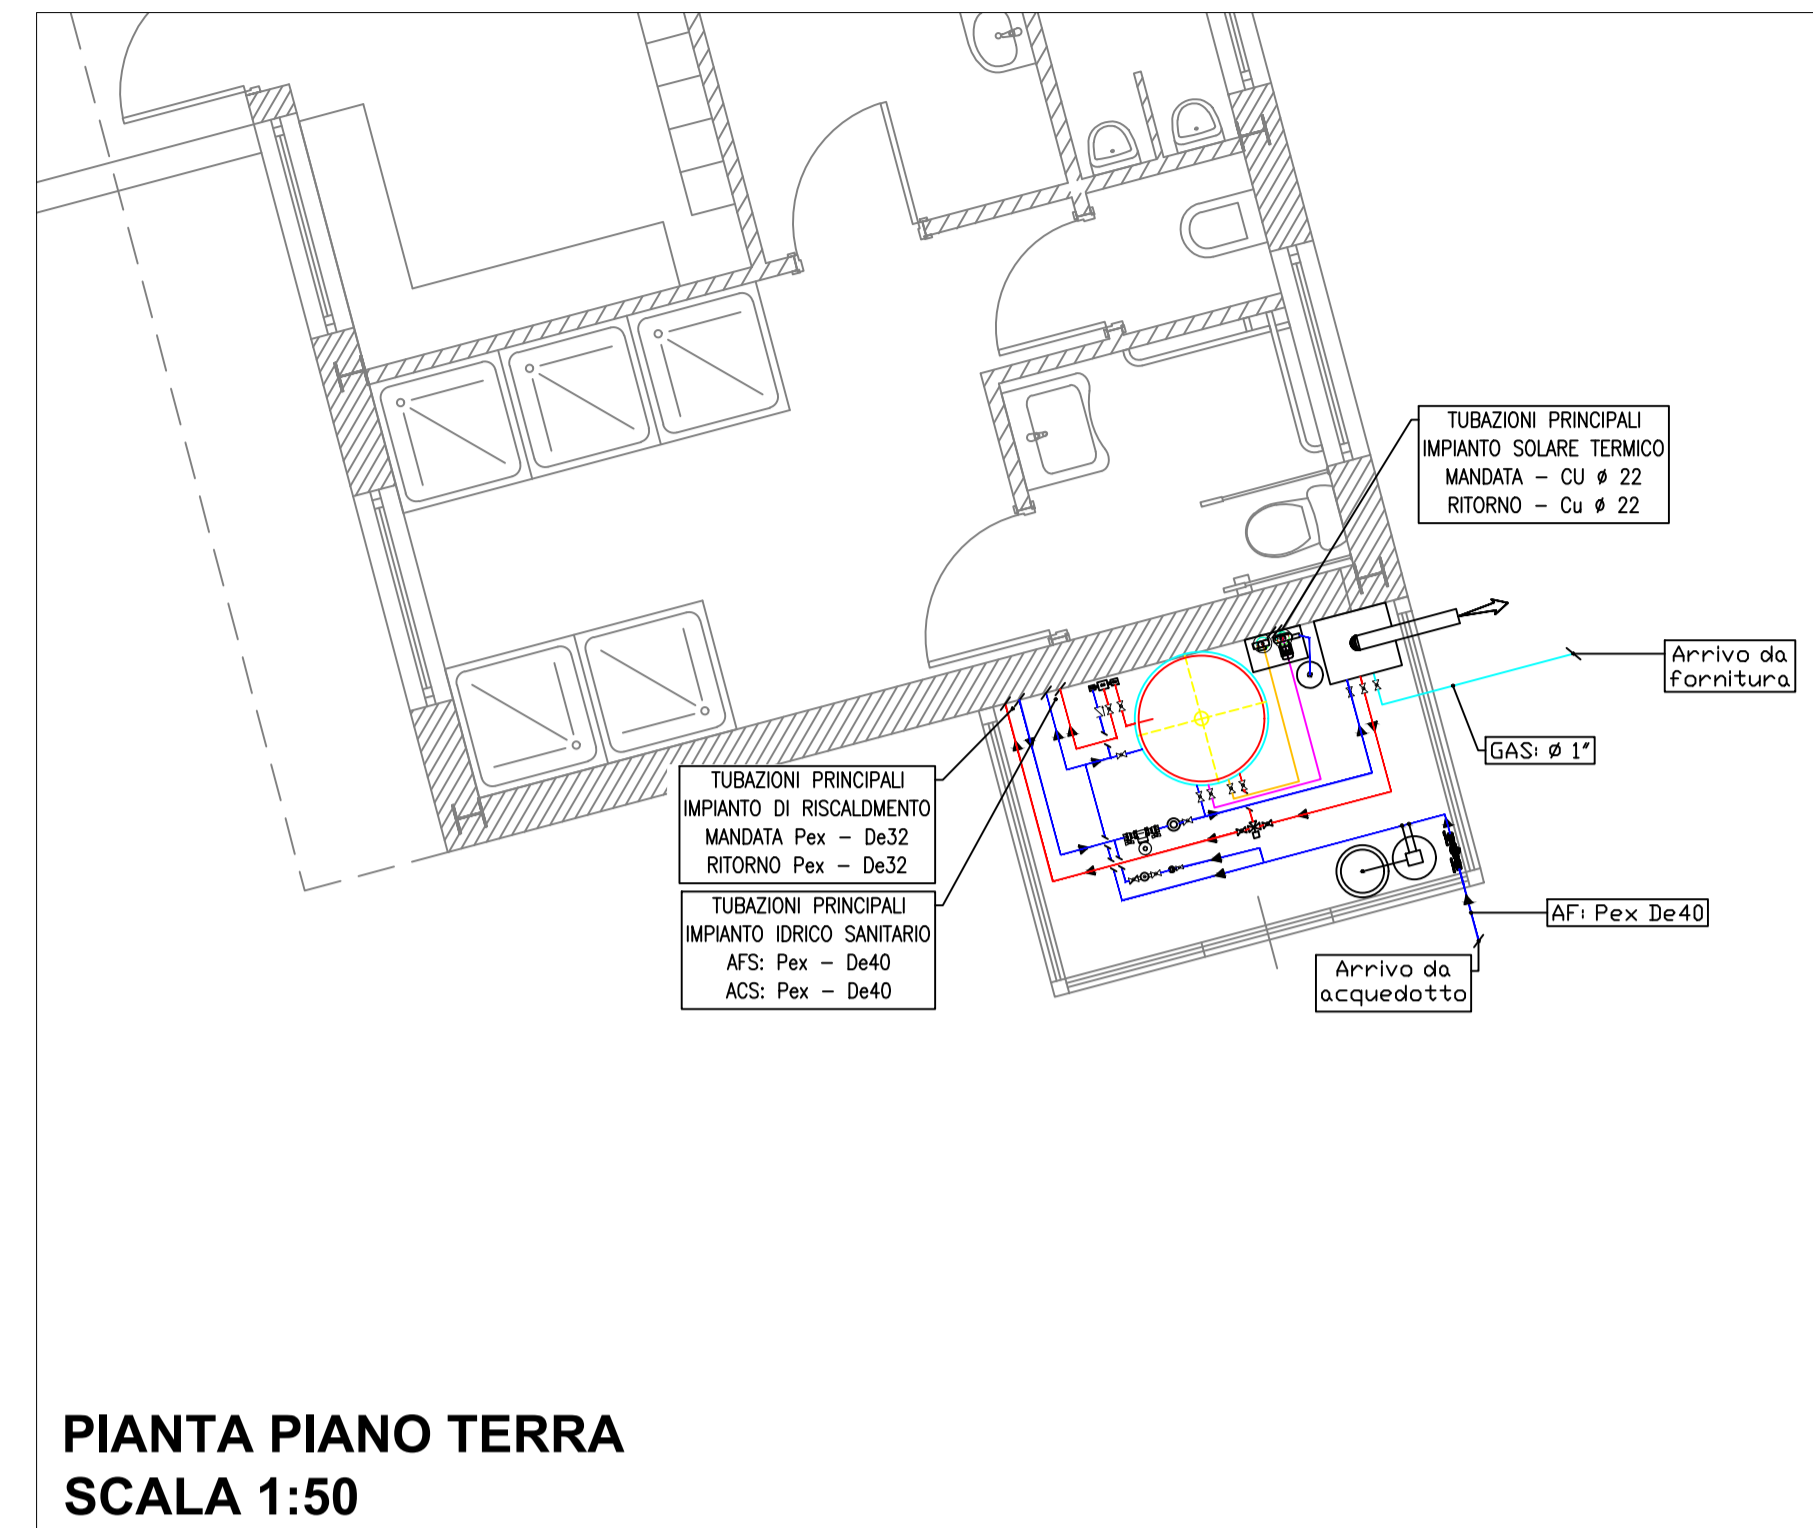 TUBAZIONI PRINCIPALI
IMPIANTO SOLARE TERMICO
MANDATA - CU ø 22
RITORNO - Cu ø 22
Arrivo da
fornitura
GAS: ø 1"
TUBAZIONI PRINCIPALI
IMPIANTO DI RISCALDMENTO
MANDATA Pex - De32
RITORNO Pex - De32
TUBAZIONI PRINCIPALI
IMPIANTO IDRICO SANITARIO
AFS: Pex - De40
ACS: Pex - De40
AF: Pex De40
Arrivo da
acquedotto
PIANTA PIANO TERRA
SCALA 1:50